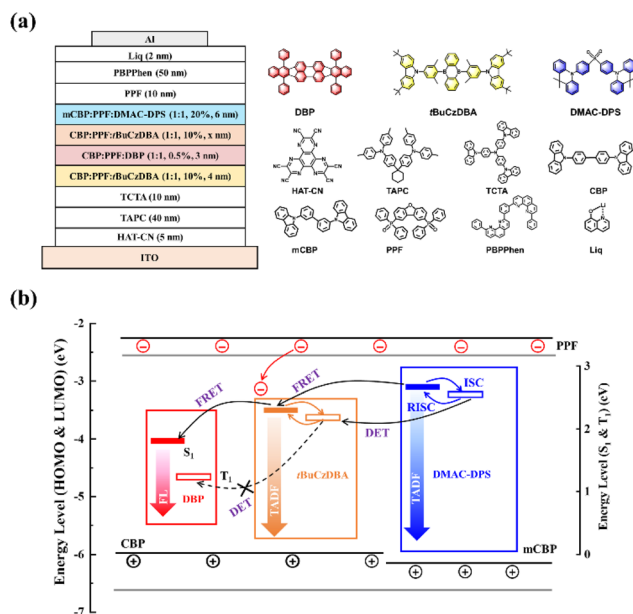 (a)
Al
Liq (2 nm)
PBPPhen (50 nm)
PPF (10 nm)
mCBP:PPF:DMAC-DPS (1:1, 20%, 6 nm)
CBP:PPF:tBuCzDBA (1:1, 10%, x nm)
CBP:PPF:DBP (1:1, 0.5%, 3 nm)
CBP:PPF:tBuCzDBA (1:1, 10%, 4 nm)
TCTA (10 nm)
TAPC (40 nm)
HAT-CN (5 nm)
ITO
DBP
tBuCzDBA
DMAC-DPS
HAT-CN
TAPC
TCTA
CBP
mCBP
PPF
PBPPhen
Liq
(b)
Energy Level (HOMO & LUMO) (eV)
-2
-3
-4
-5
-6
-7
PPF
FRET
FRET
ISC
RISC
DET
S1
T1
DET
FL
DBP
TADF
tBuCzDBA
TADF
DMAC-DPS
CBP
mCBP
3
2
1
0
Energy Level (S1 & T1) (eV)